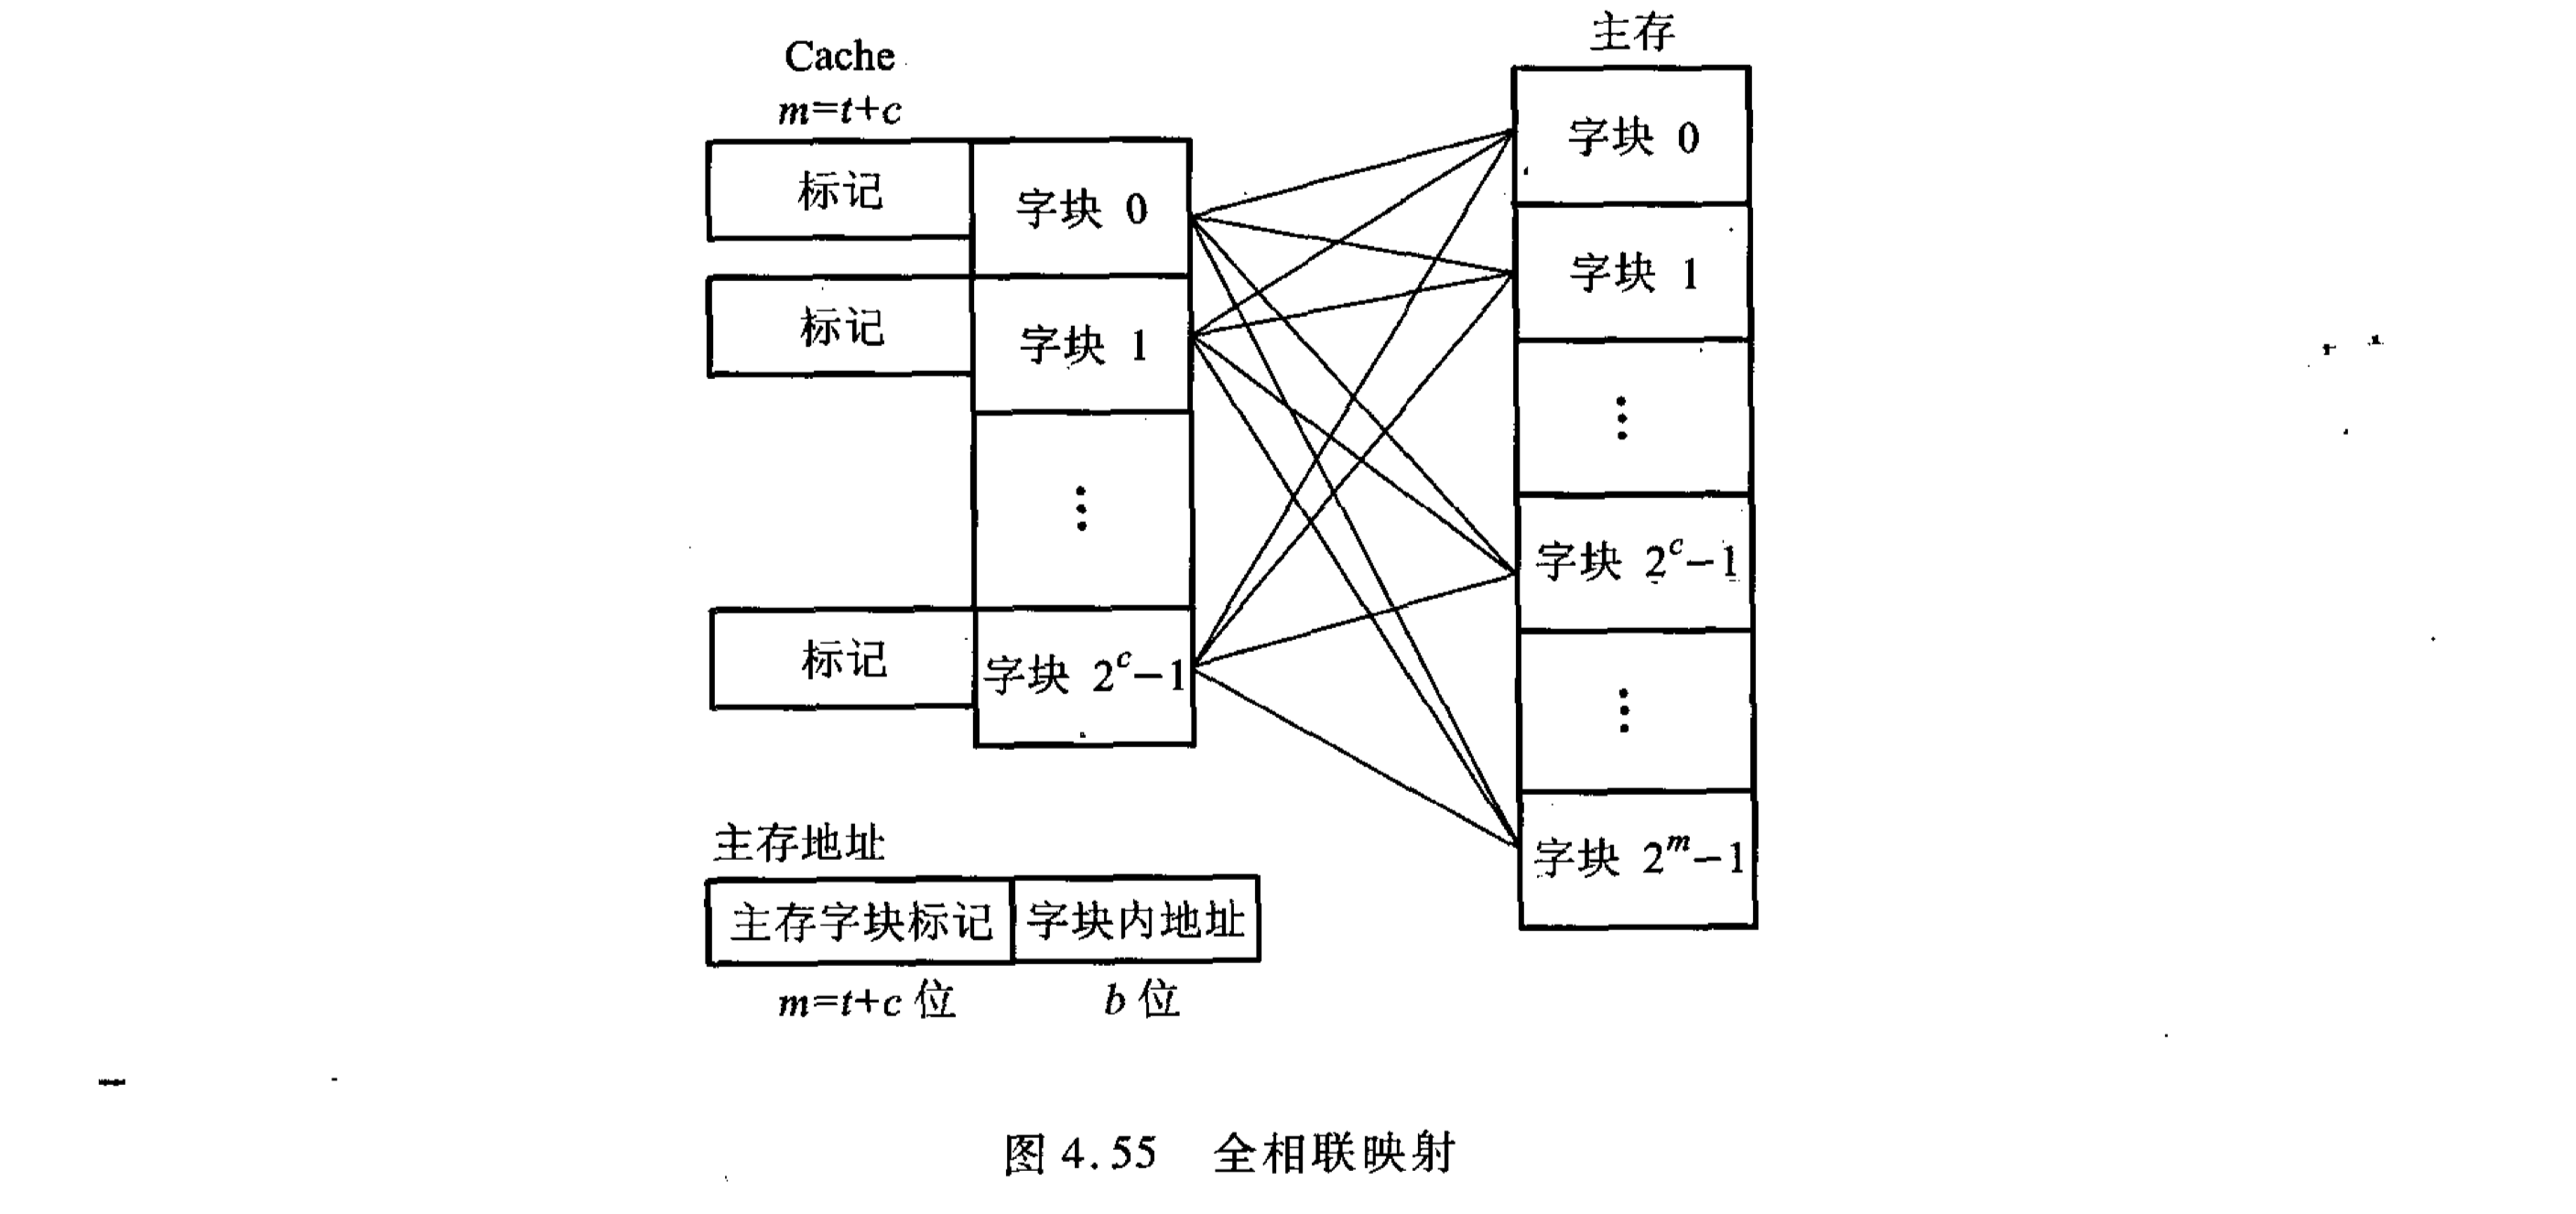 Cache
m=t+c
标记
字块 0
标记
字块 1
⋮
标记
字块 2^c−1
主存
字块 0
字块 1
⋮
字块 2^c−1
⋮
字块 2^m−1
主存地址
主存字块标记 字块内地址
m=t+c 位 b 位
图 4.55 全相联映射